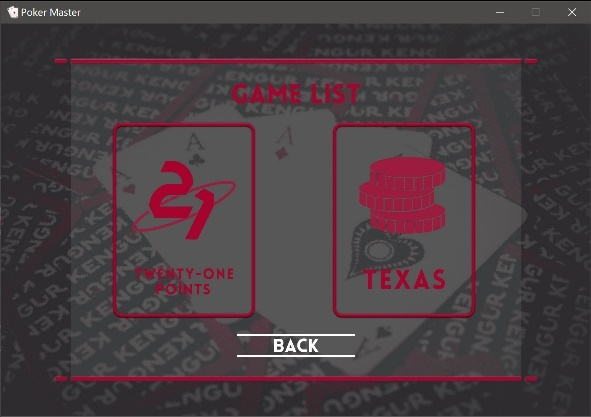 Poker Master
GAME LIST
A
A
21
TWENTY-ONE
POINTS
TEXAS
BACK